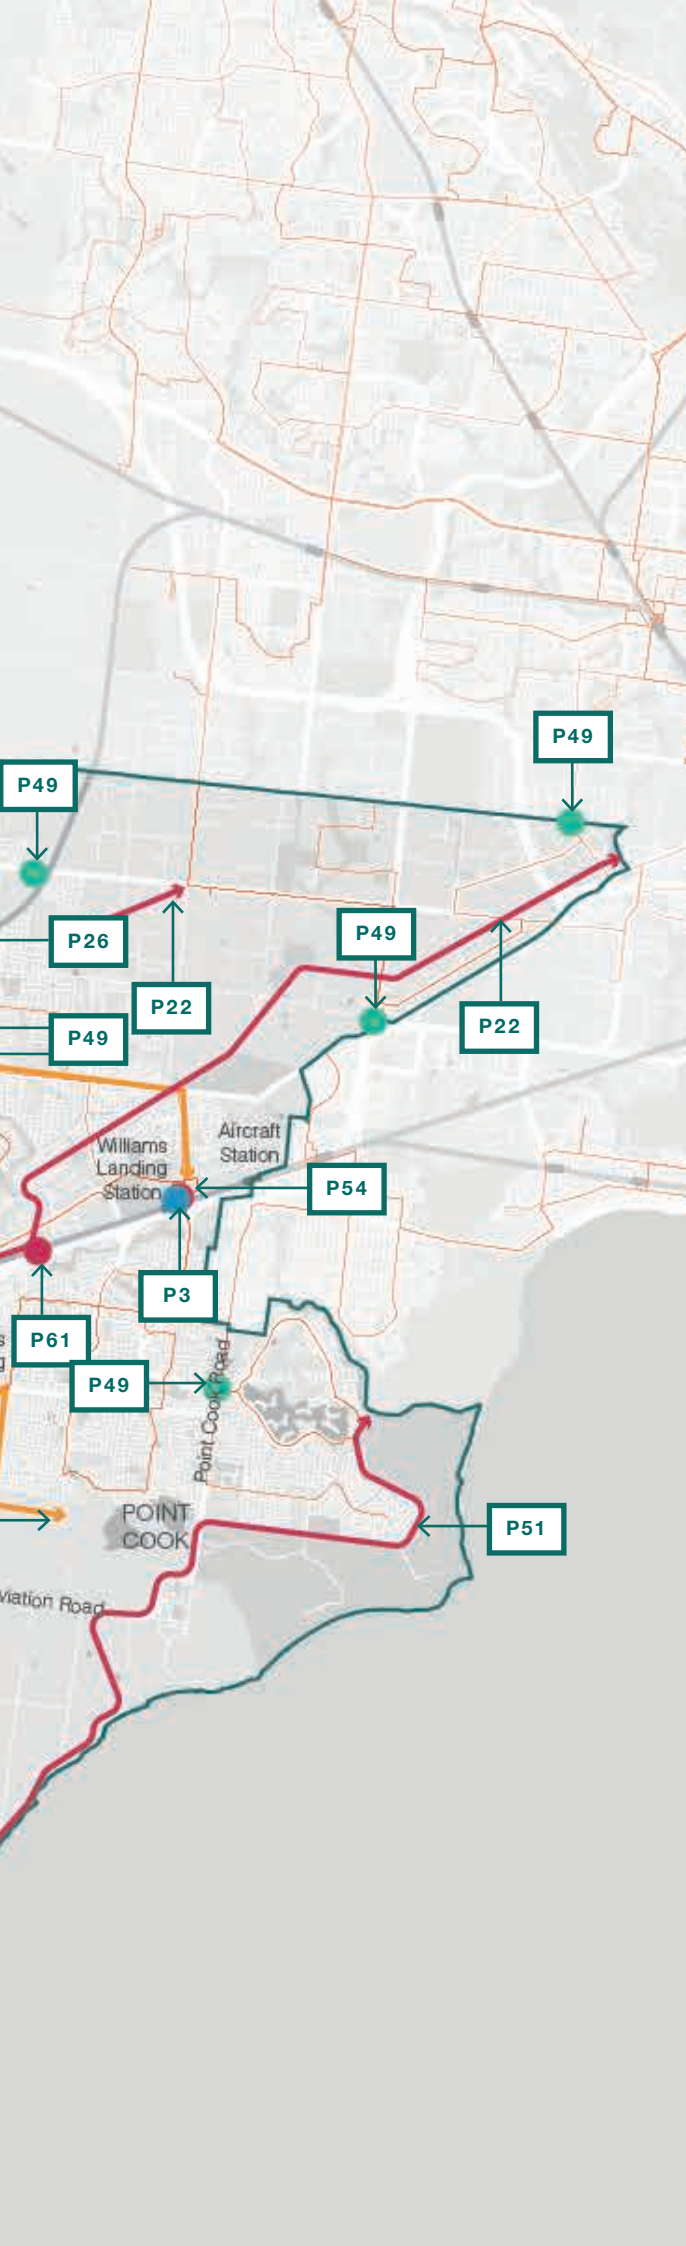 P49
P49
P26
P49
P22
P22
P49
Aircraft
Station
Williams
Landing
Station
P54
P3
P61
P49
Point Cook Road
POINT
COOK
P51
viation Road